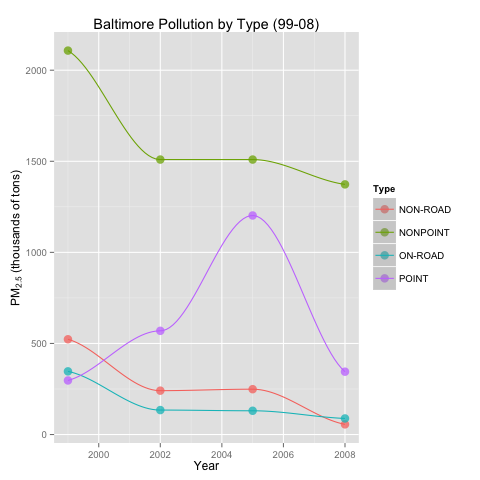 Baltimore Pollution by Type (99-08)
PM2.5 (thousands of tons)
2000
1500
1000
500
0
2000 2002 2004 2006 2008
Year
Type
NON-ROAD
NONPOINT
ON-ROAD
POINT